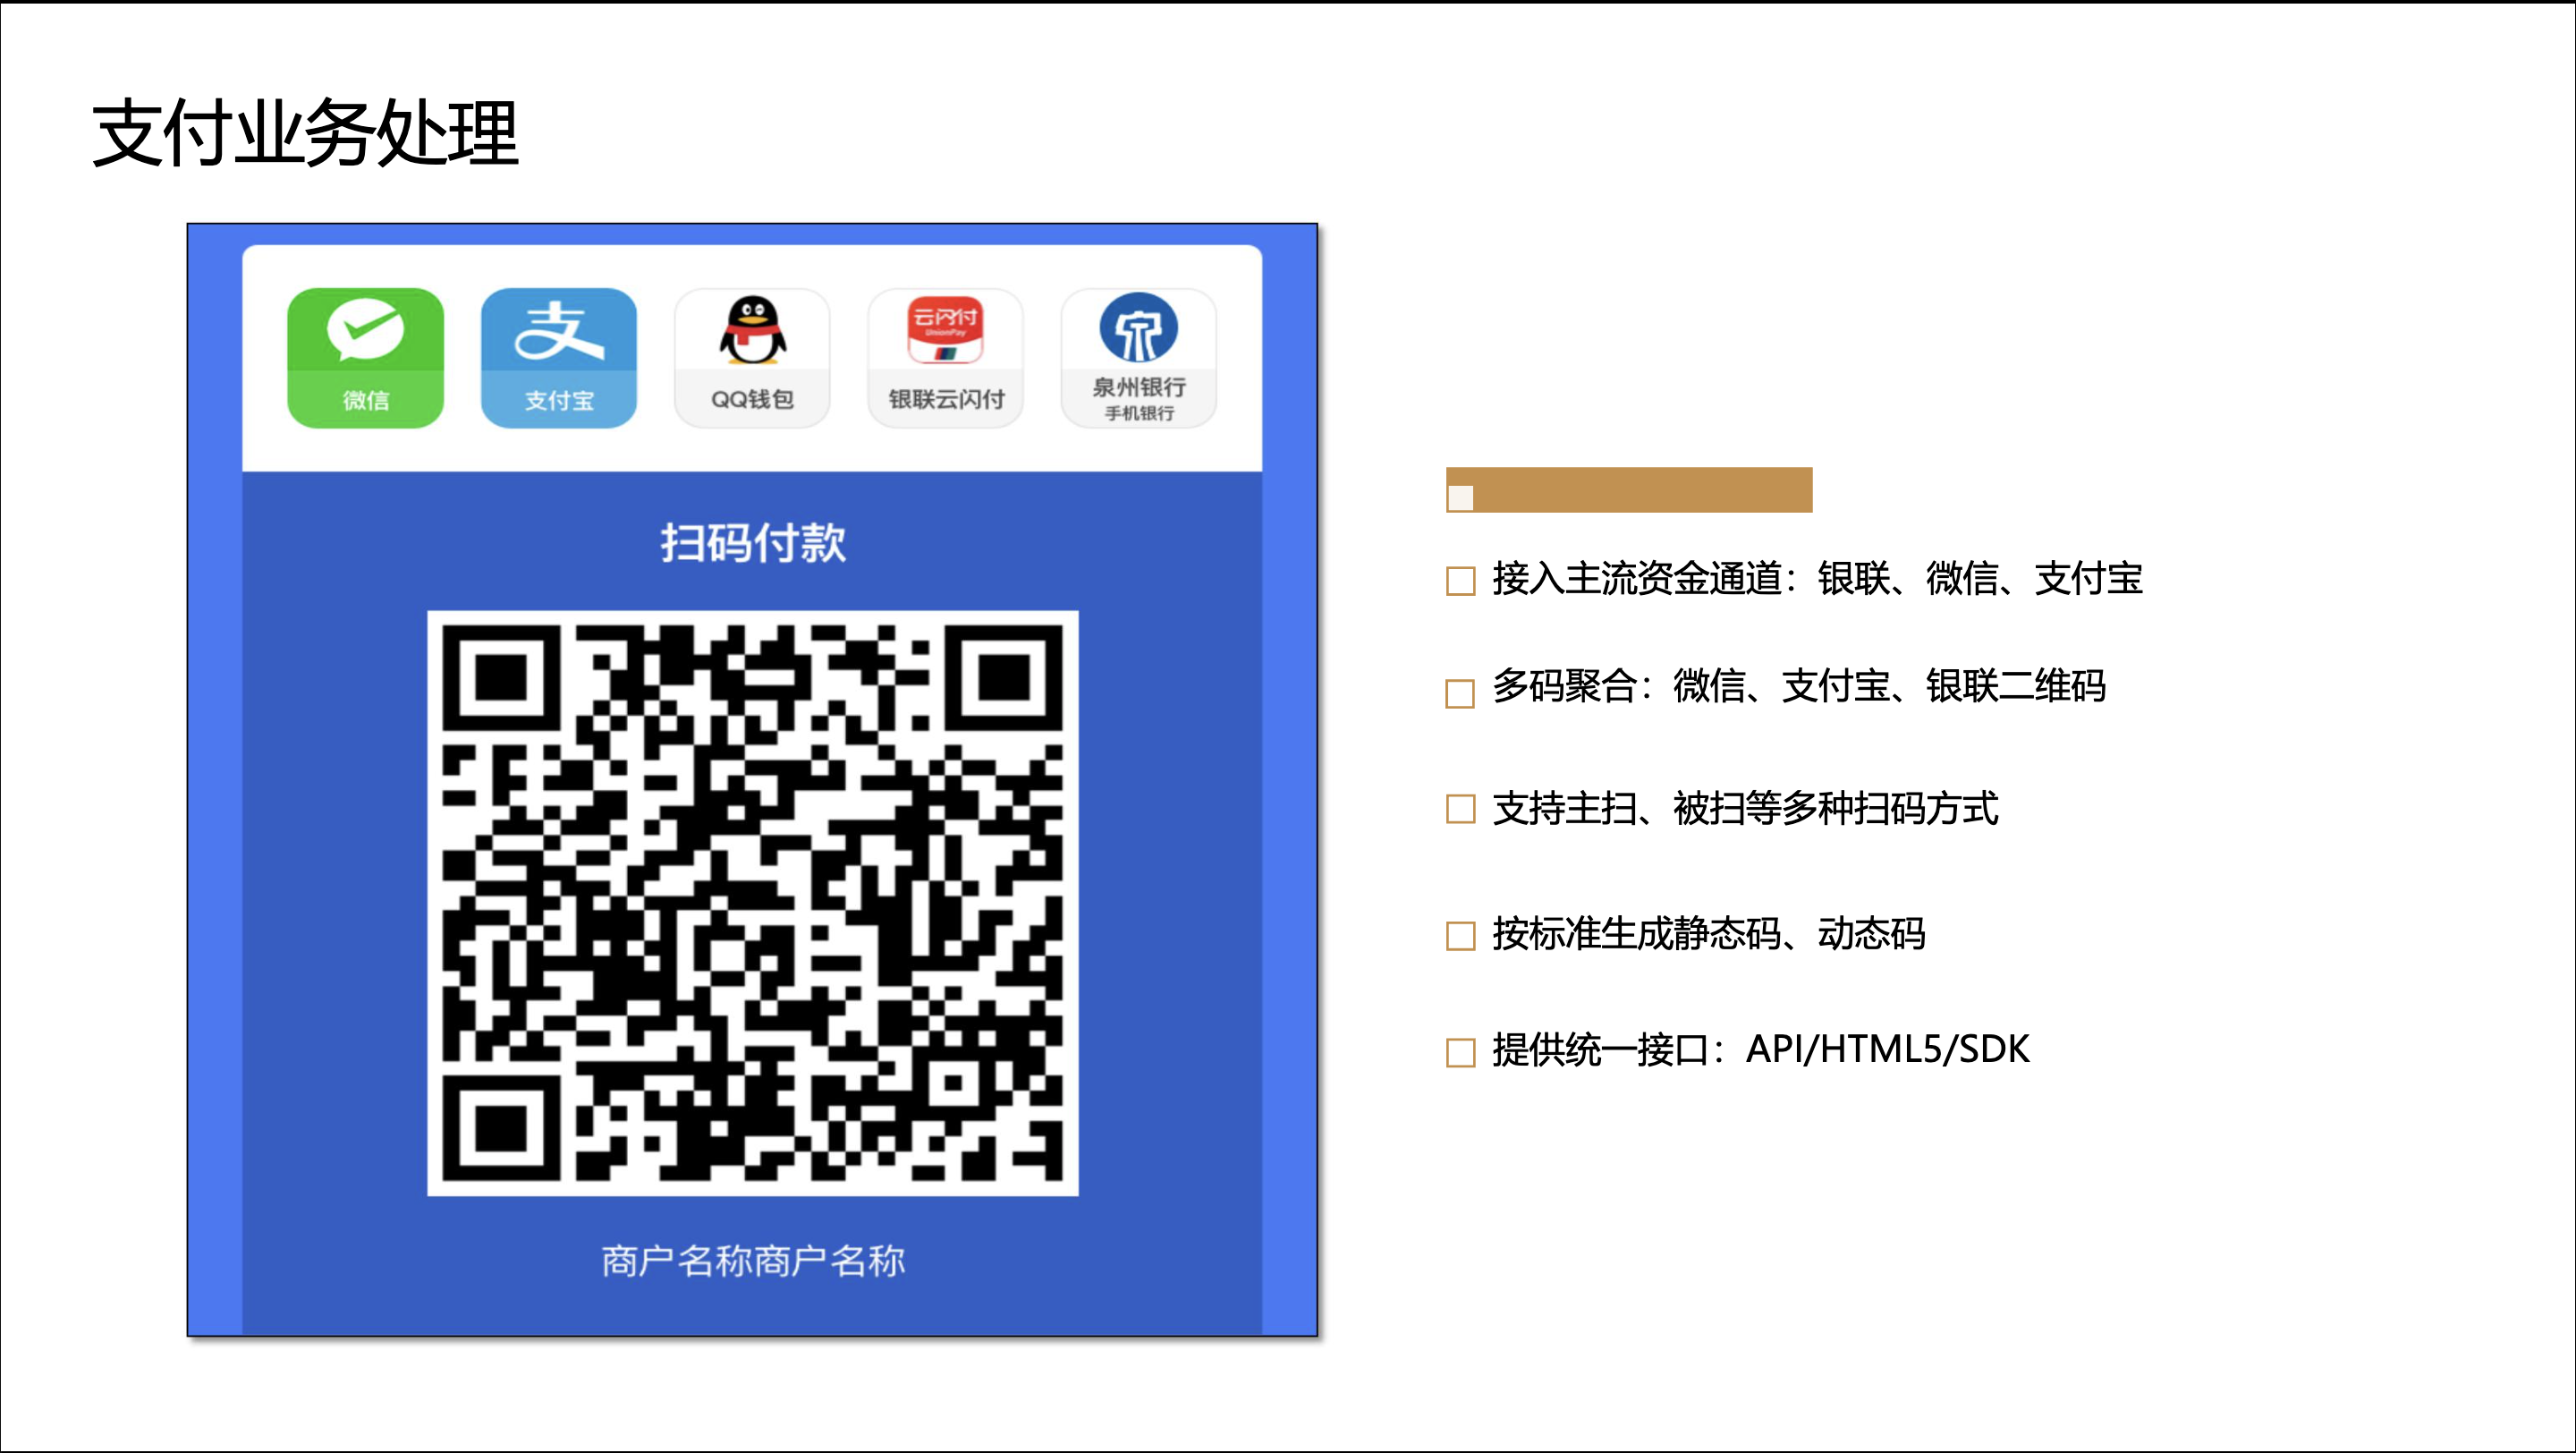 支付业务处理
微信
支付宝
QQ钱包
云闪付
UnionPay
银联云闪付
泉州银行
手机银行
扫码付款
商户名称商户名称
接入主流资金通道：银联、微信、支付宝
多码聚合：微信、支付宝、银联二维码
支持主扫、被扫等多种扫码方式
按标准生成静态码、动态码
提供统一接口：API/HTML5/SDK